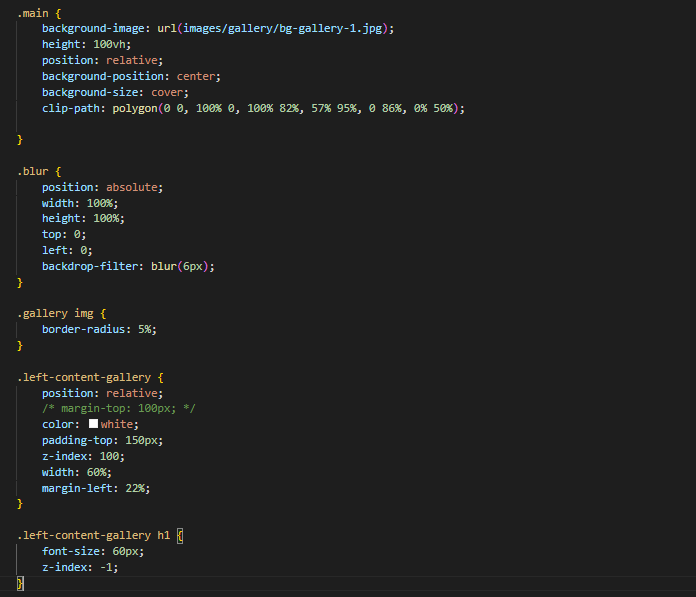 .main {
background-image: url(images/gallery/bg-gallery-1.jpg);
height: 100vh;
position: relative;
background-position: center;
background-size: cover;
clip-path: polygon(0 0, 100% 0, 100% 82%, 57% 95%, 0 86%, 0% 50%);
}
.blur {
position: absolute;
width: 100%;
height: 100%;
top: 0;
left: 0;
backdrop-filter: blur(6px);
}
.gallery img {
border-radius: 5%;
}
.left-content-gallery {
position: relative;
/* margin-top: 100px; */
color: white;
padding-top: 150px;
z-index: 100;
width: 60%;
margin-left: 22%;
}
.left-content-gallery h1 {
font-size: 60px;
z-index: -1;
}